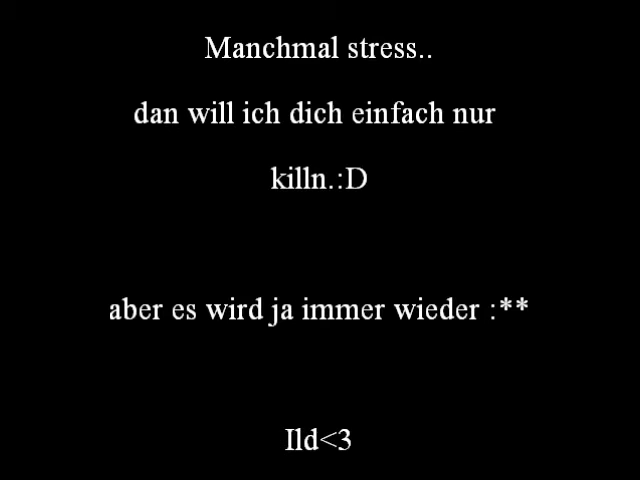 Manchmal stress..
dan will ich dich einfach nur
killn.:D
aber es wird ja immer wieder :**
Ild<3